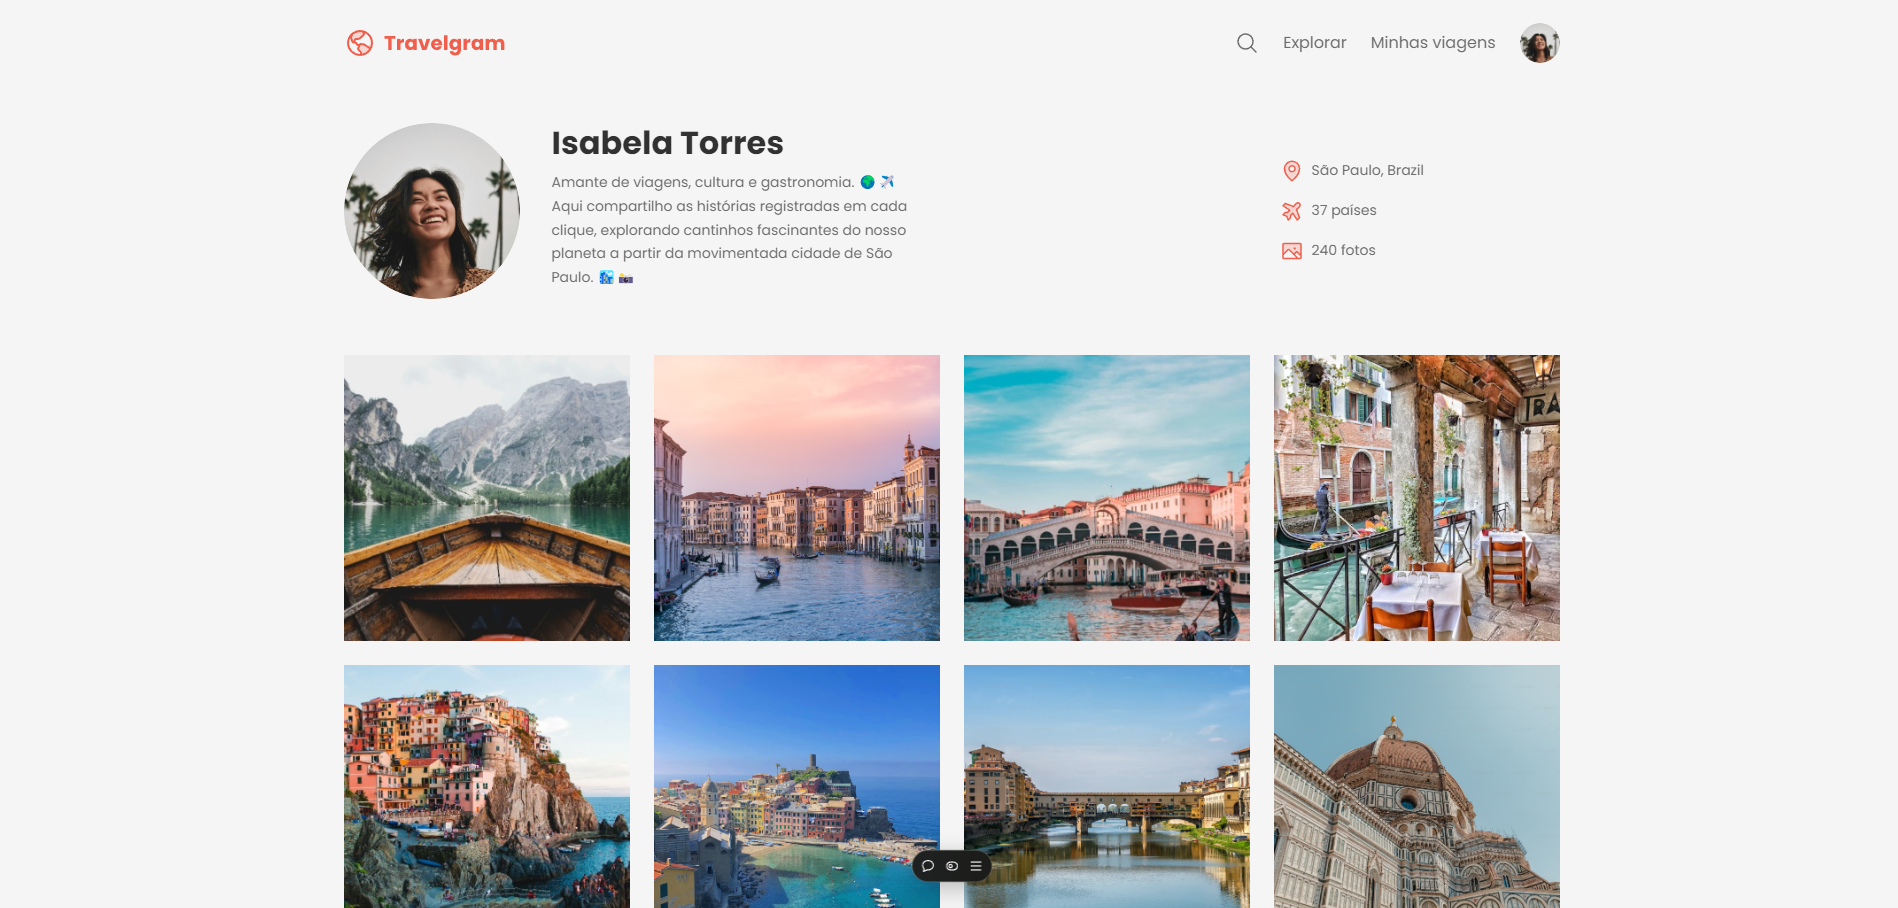 Travelgram
Explorar
Minhas viagens
Isabela Torres
Amante de viagens, cultura e gastronomia. 🌍 ✈️
Aqui compartilho as histórias registradas em cada
clique, explorando cantinhos fascinantes do nosso
planeta a partir da movimentada cidade de São
Paulo. 🏙️ 📸
São Paulo, Brazil
37 países
240 fotos
TRA